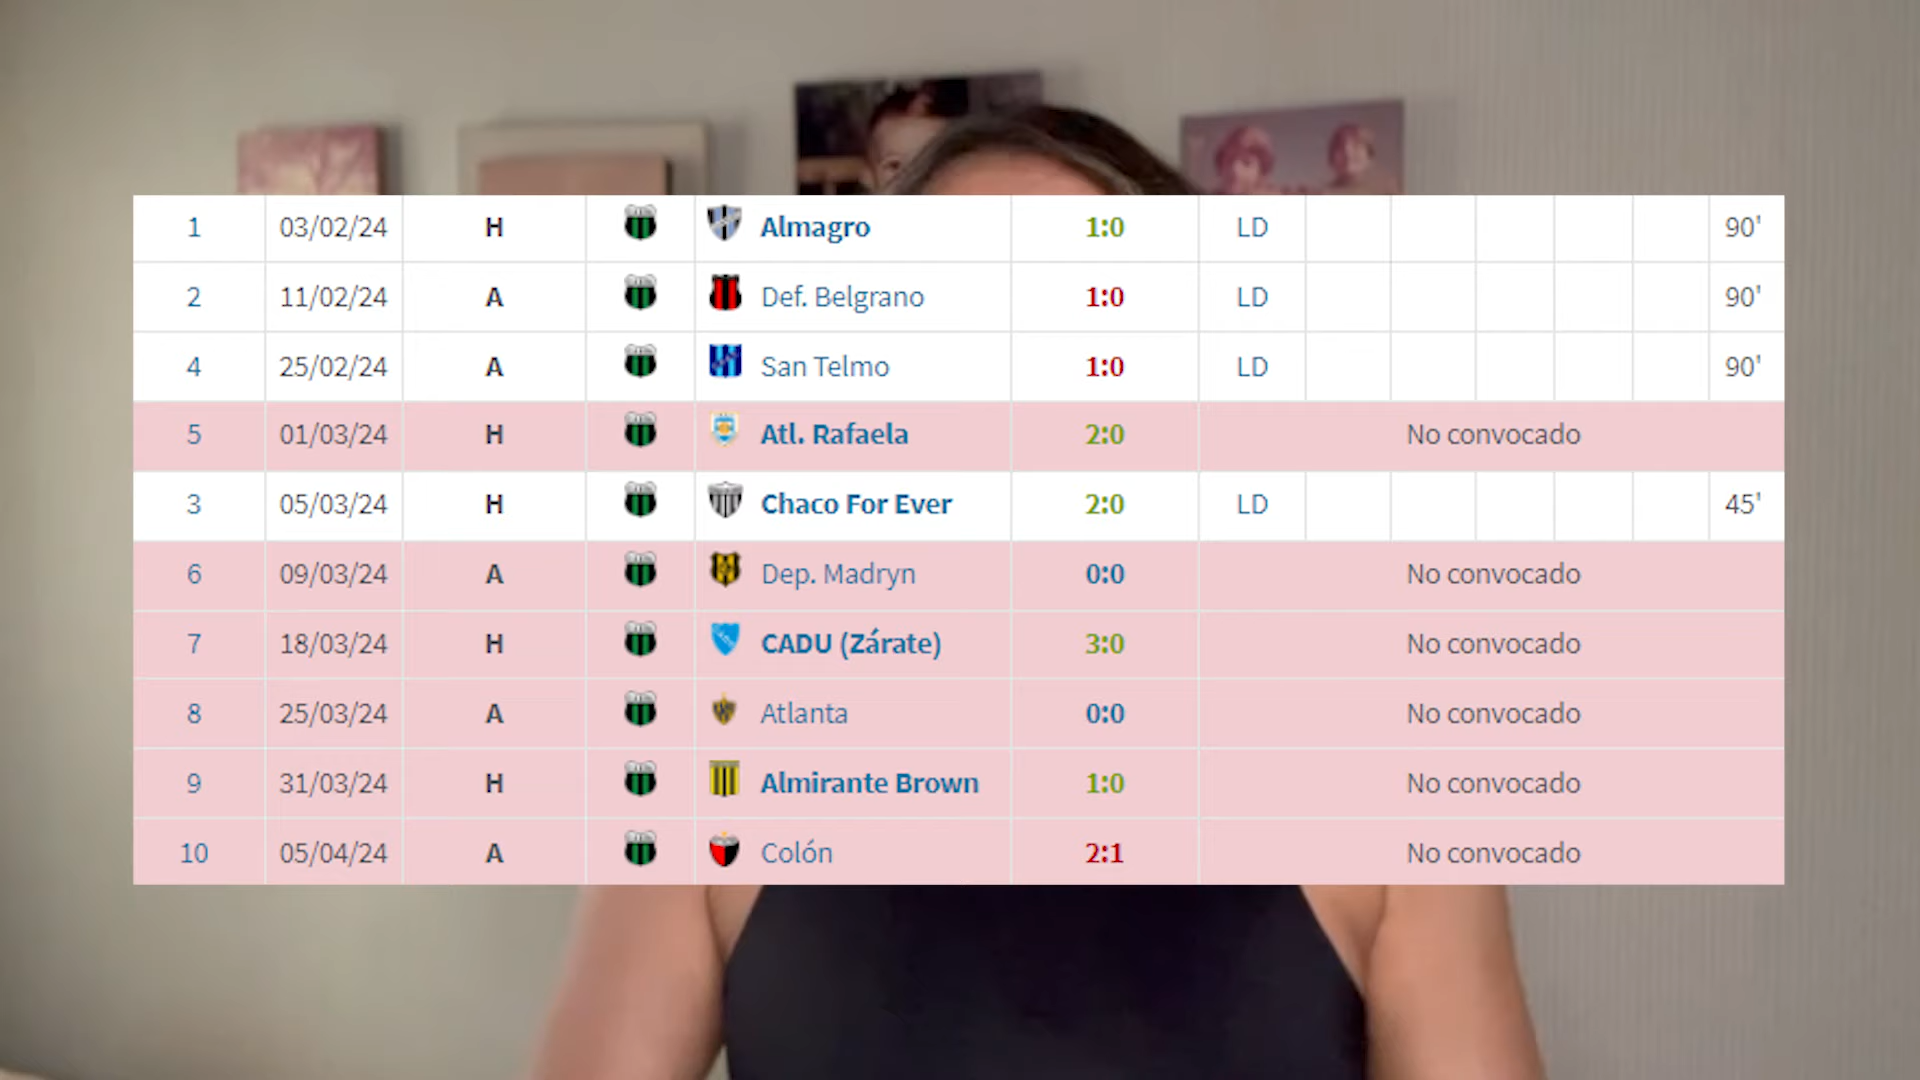 1 03/02/24 H Almagro 1:0 LD 90'
2 11/02/24 A Def. Belgrano 1:0 LD 90'
4 25/02/24 A San Telmo 1:0 LD 90'
5 01/03/24 H Atl. Rafaela 2:0 No convocado
3 05/03/24 H Chaco For Ever 2:0 LD 45'
6 09/03/24 A Dep. Madryn 0:0 No convocado
7 18/03/24 H CADU (Zárate) 3:0 No convocado
8 25/03/24 A Atlanta 0:0 No convocado
9 31/03/24 H Almirante Brown 1:0 No convocado
10 05/04/24 A Colón 2:1 No convocado